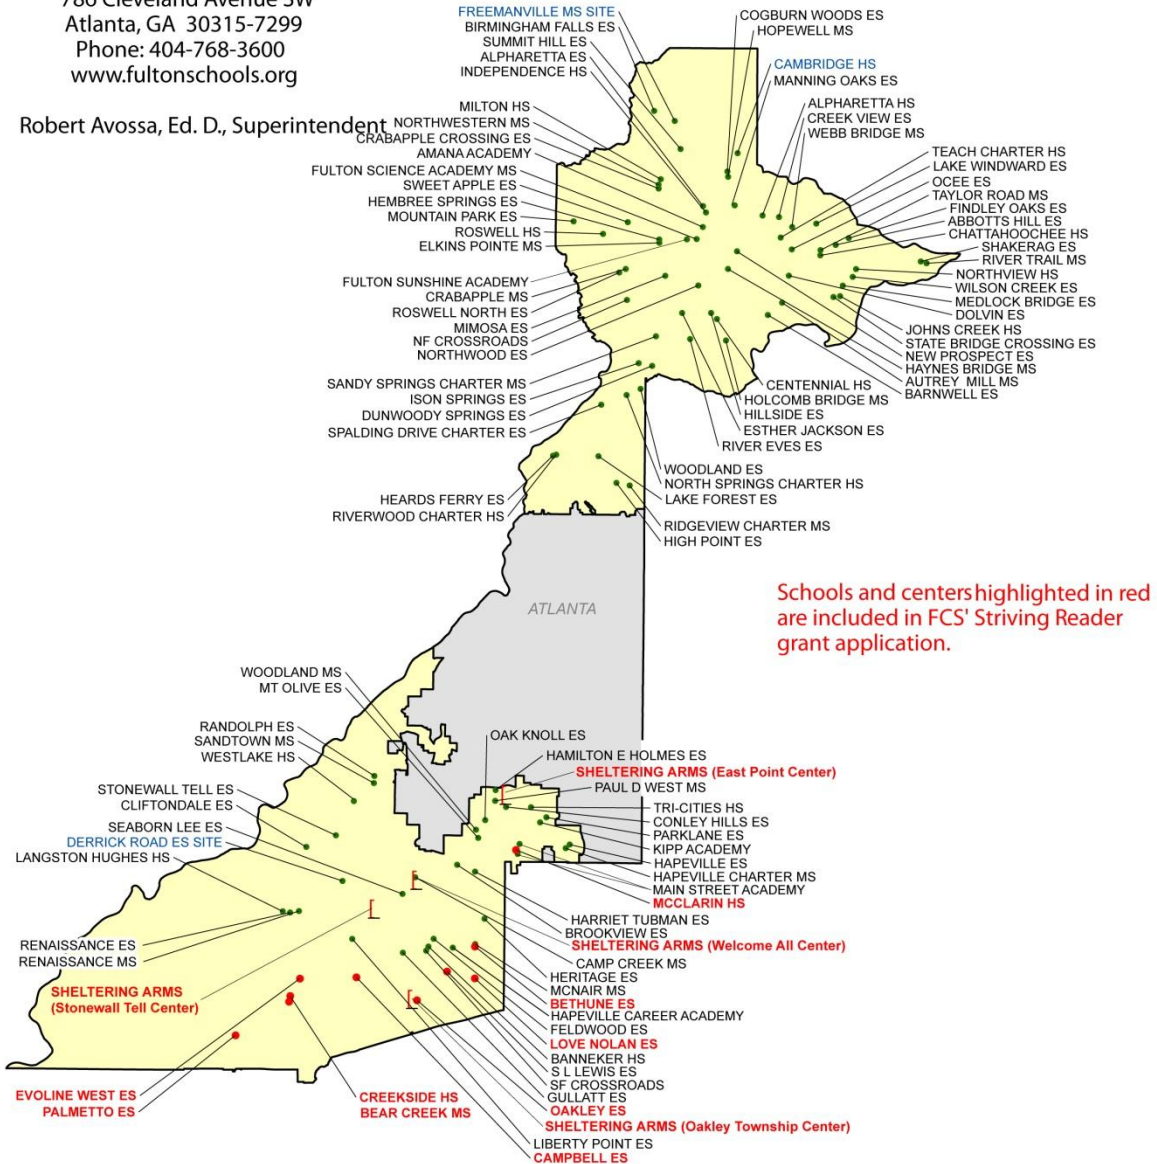 786 Cleveland Avenue SW
Atlanta, GA  30315-7299
Phone: 404-768-3600
www.fultonschools.org
Robert Avossa, Ed. D., Superintendent
FREEMANVILLE MS SITE
BIRMINGHAM FALLS ES
SUMMIT HILL ES
ALPHARETTA ES
INDEPENDENCE HS
MILTON HS
NORTHWESTERN MS
CRABAPPLE CROSSING ES
AMANA ACADEMY
FULTON SCIENCE ACADEMY MS
SWEET APPLE ES
HEMBREE SPRINGS ES
MOUNTAIN PARK ES
ROSWELL HS
ELKINS POINTE MS
FULTON SUNSHINE ACADEMY
CRABAPPLE MS
ROSWELL NORTH ES
MIMOSA ES
NF CROSSROADS
NORTHWOOD ES
SANDY SPRINGS CHARTER MS
ISON SPRINGS ES
DUNWOODY SPRINGS ES
SPALDING DRIVE CHARTER ES
HEARDS FERRY ES
RIVERWOOD CHARTER HS
COGBURN WOODS ES
HOPEWELL MS
CAMBRIDGE HS
MANNING OAKS ES
ALPHARETTA HS
CREEK VIEW ES
WEBB BRIDGE MS
TEACH CHARTER HS
LAKE WINDWARD ES
OCEE ES
TAYLOR ROAD MS
FINDLEY OAKS ES
ABBOTTS HILL ES
CHATTAHOOCHEE HS
SHAKERAG ES
RIVER TRAIL MS
NORTHVIEW HS
WILSON CREEK ES
MEDLOCK BRIDGE ES
DOLVIN ES
JOHNS CREEK HS
STATE BRIDGE CROSSING ES
NEW PROSPECT ES
HAYNES BRIDGE MS
AUTREY  MILL MS
BARNWELL ES
CENTENNIAL HS
HOLCOMB BRIDGE MS
HILLSIDE ES
ESTHER JACKSON ES
RIVER EVES ES
WOODLAND ES
NORTH SPRINGS CHARTER HS
LAKE FOREST ES
RIDGEVIEW CHARTER MS
HIGH POINT ES
Schools and centers highlighted in red
are included in FCS' Striving Reader
grant application.
ATLANTA
WOODLAND MS
MT OLIVE ES
RANDOLPH ES
SANDTOWN MS
WESTLAKE HS
STONEWALL TELL ES
CLIFTONDALE ES
SEABORN LEE ES
DERRICK ROAD ES SITE
LANGSTON HUGHES HS
RENAISSANCE ES
RENAISSANCE MS
SHELTERING ARMS
(Stonewall Tell Center)
EVOLINE WEST ES
PALMETTO ES
CREEKSIDE HS
BEAR CREEK MS
OAK KNOLL ES
HAMILTON E HOLMES ES
SHELTERING ARMS (East Point Center)
PAUL D WEST MS
TRI-CITIES HS
CONLEY HILLS ES
PARKLANE ES
KIPP ACADEMY
HAPEVILLE ES
HAPEVILLE CHARTER MS
MAIN STREET ACADEMY
MCCLARIN HS
HARRIET TUBMAN ES
BROOKVIEW ES
SHELTERING ARMS (Welcome All Center)
CAMP CREEK MS
HERITAGE ES
MCNAIR MS
BETHUNE ES
HAPEVILLE CAREER ACADEMY
FELDWOOD ES
LOVE NOLAN ES
BANNEKER HS
S L LEWIS ES
SF CROSSROADS
GULLATT ES
OAKLEY ES
SHELTERING ARMS (Oakley Township Center)
LIBERTY POINT ES
CAMPBELL ES